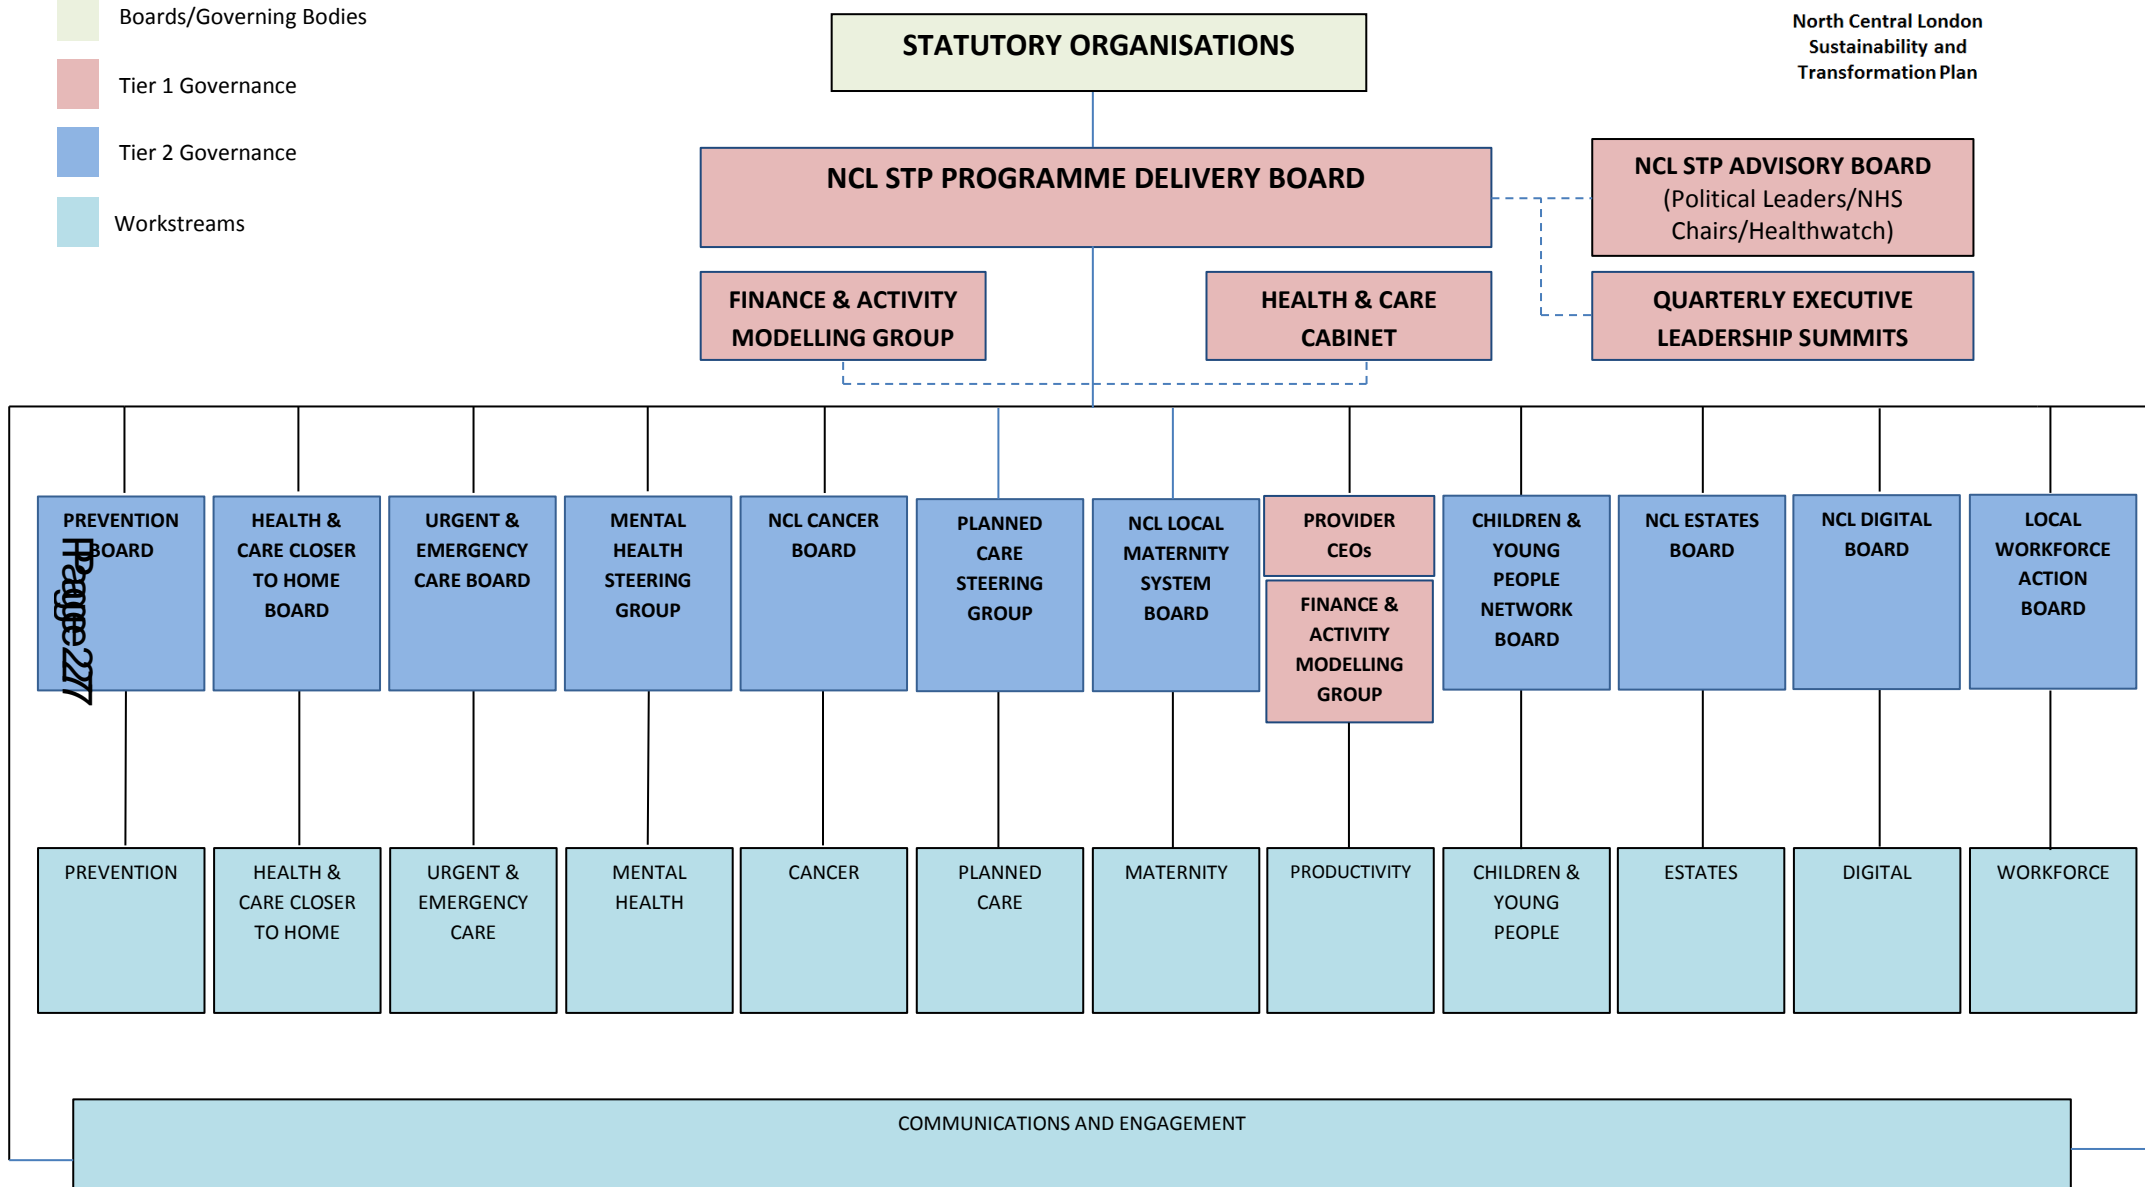 Boards/Governing Bodies
Tier 1 Governance
Tier 2 Governance
Workstreams
STATUTORY ORGANISATIONS
North Central London
Sustainability and
Transformation Plan
NCL STP PROGRAMME DELIVERY BOARD
NCL STP ADVISORY BOARD
(Political Leaders/NHS
Chairs/Healthwatch)
FINANCE & ACTIVITY
MODELLING GROUP
HEALTH & CARE
CABINET
QUARTERLY EXECUTIVE
LEADERSHIP SUMMITS
PREVENTION
BOARD
HEALTH &
CARE CLOSER
TO HOME
BOARD
URGENT &
EMERGENCY
CARE BOARD
MENTAL
HEALTH
STEERING
GROUP
NCL CANCER
BOARD
PLANNED
CARE
STEERING
GROUP
NCL LOCAL
MATERNITY
SYSTEM
BOARD
PROVIDER
CEOs
FINANCE &
ACTIVITY
MODELLING
GROUP
CHILDREN &
YOUNG
PEOPLE
NETWORK
BOARD
NCL ESTATES
BOARD
NCL DIGITAL
BOARD
LOCAL
WORKFORCE
ACTION
BOARD
PREVENTION
HEALTH &
CARE CLOSER
TO HOME
URGENT &
EMERGENCY
CARE
MENTAL
HEALTH
CANCER
PLANNED
CARE
MATERNITY
PRODUCTIVITY
CHILDREN &
YOUNG
PEOPLE
ESTATES
DIGITAL
WORKFORCE
COMMUNICATIONS AND ENGAGEMENT